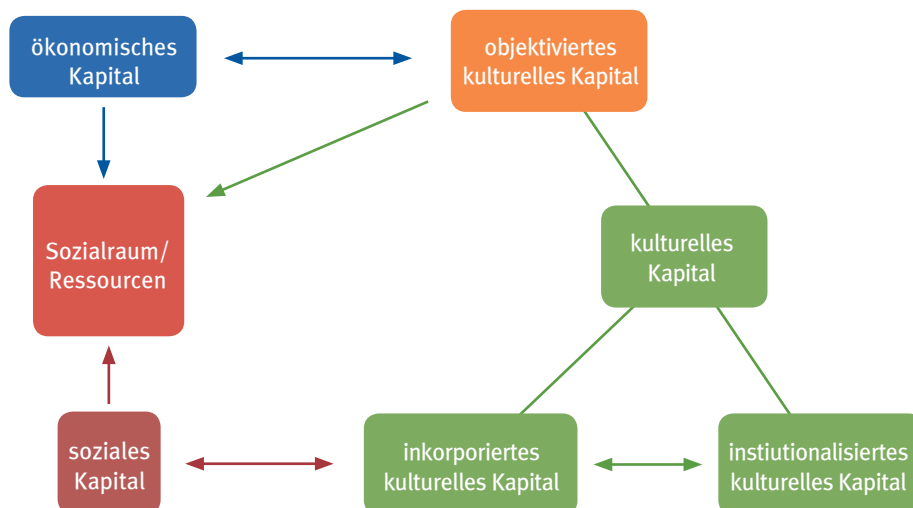 ökonomisches
Kapital
objektiviertes
kulturelles Kapital
Sozialraum/
Ressourcen
kulturelles
Kapital
soziales
Kapital
inkorporiertes
kulturelles Kapital
instiutionalisiertes
kulturelles Kapital